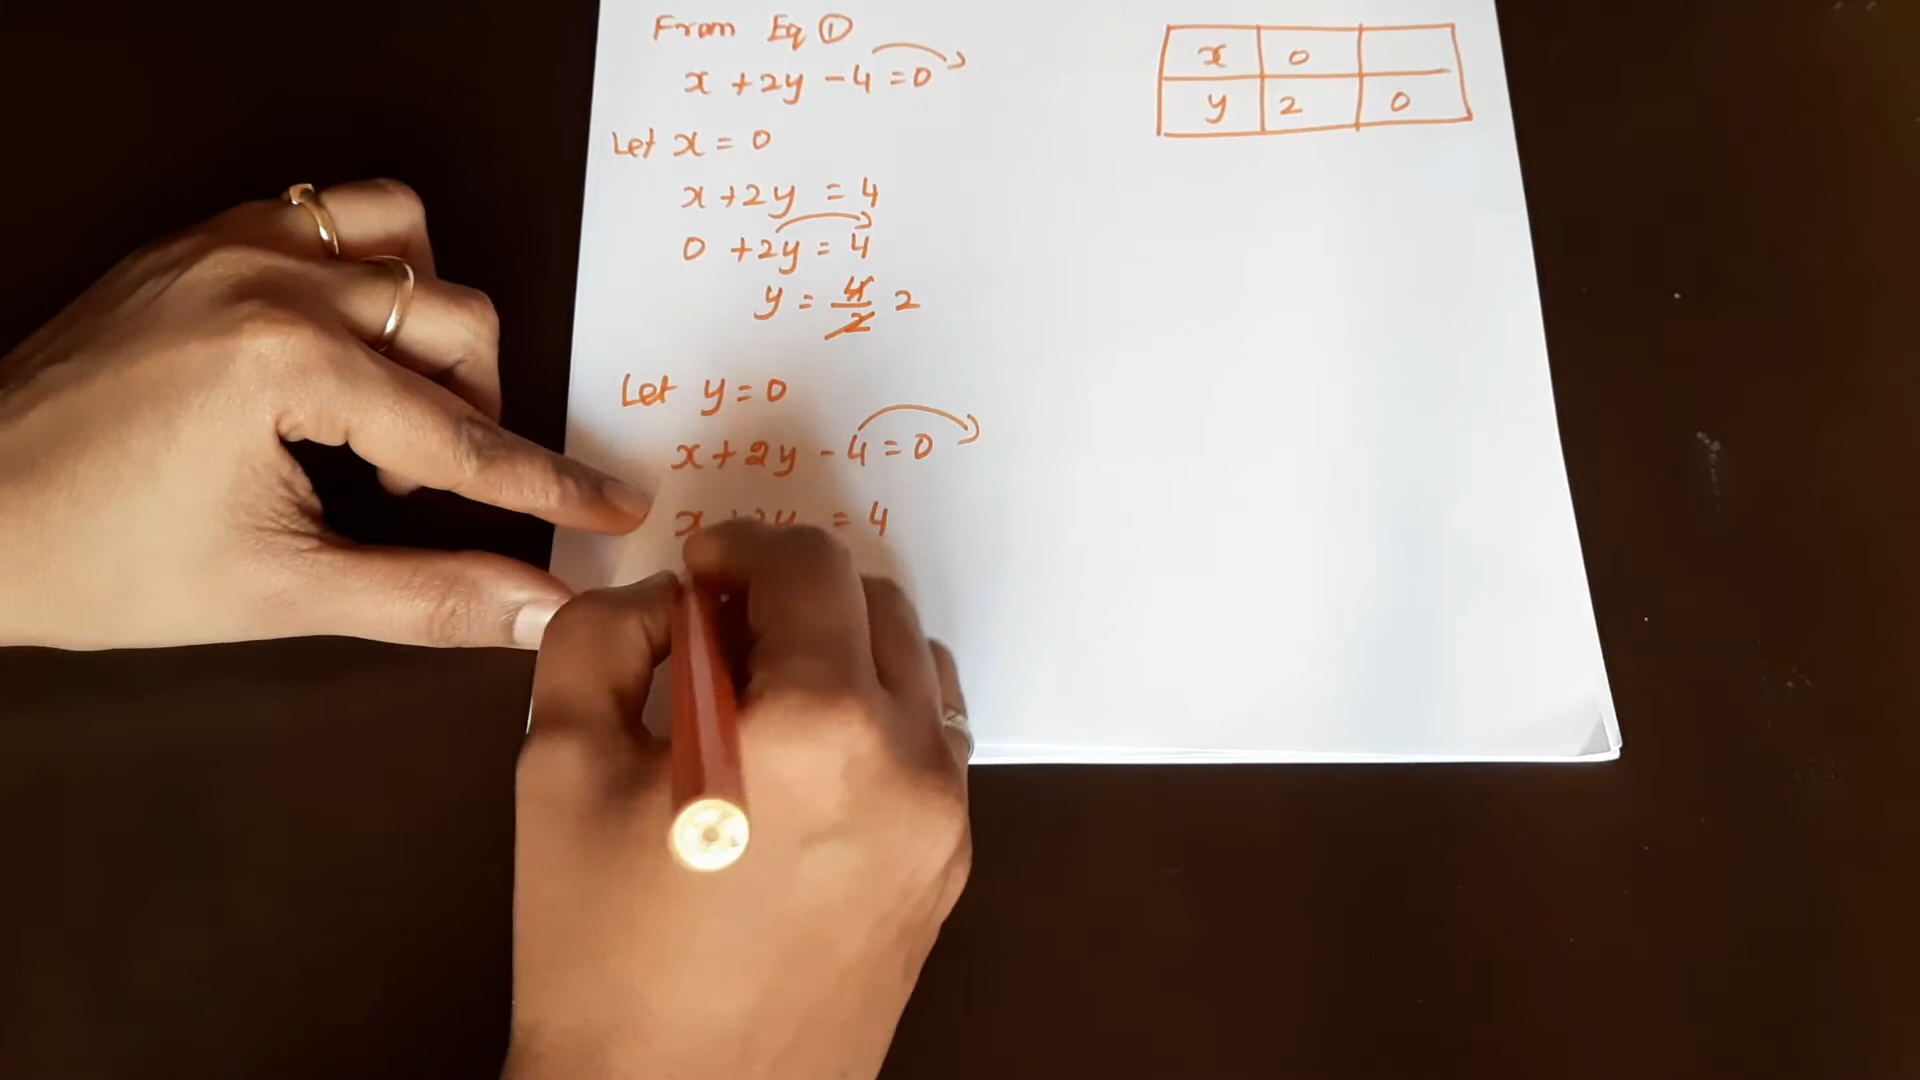 From Eq ①
x + 2y - 4 = 0
Let x = 0
x + 2y = 4
0 + 2y = 4
y = 4/2 2
Let y = 0
x + 2y - 4 = 0
x + 2y = 4
x 0
y 2 0